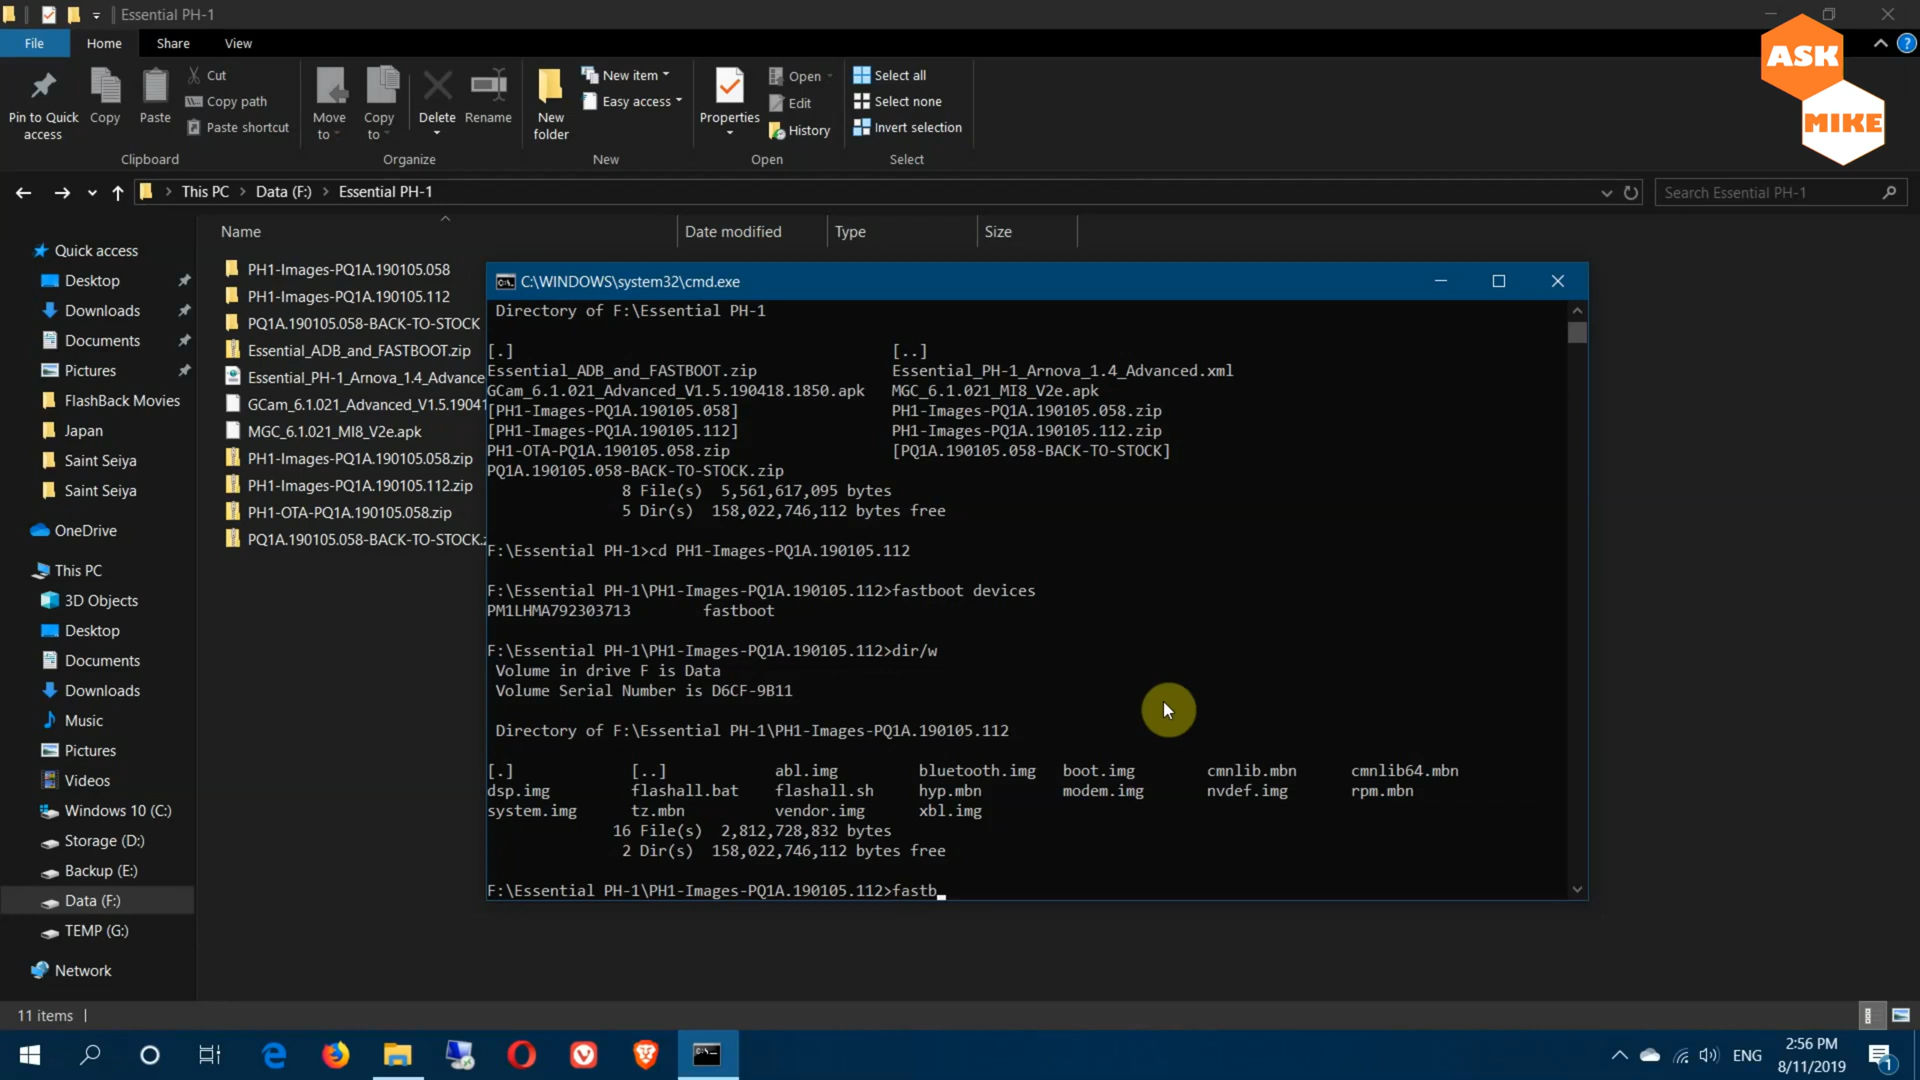 Essential PH-1
File
Home
Share
View
?
ASK
MIKE
Pin to Quick access
Copy
Paste
Cut
Copy path
Paste shortcut
Clipboard
Move to
Copy to
Delete
Rename
Organize
New folder
New item
Easy access
New
Properties
Open
Edit
History
Open
Select all
Select none
Invert selection
Select
This PC > Data (F:) > Essential PH-1
Search Essential PH-1
Name
Date modified
Type
Size
Quick access
Desktop
Downloads
Documents
Pictures
FlashBack Movies
Japan
Saint Seiya
Saint Seiya
OneDrive
This PC
3D Objects
Desktop
Documents
Downloads
Music
Pictures
Videos
Windows 10 (C:)
Storage (D:)
Backup (E:)
Data (F:)
TEMP (G:)
Network
PH1-Images-PQ1A.190105.058
PH1-Images-PQ1A.190105.112
PQ1A.190105.058-BACK-TO-STOCK
Essential_ADB_and_FASTBOOT.zip
Essential_PH-1_Arnova_1.4_Advance
GCam_6.1.021_Advanced_V1.5.19041
MGC_6.1.021_MI8_V2e.apk
PH1-Images-PQ1A.190105.058.zip
PH1-Images-PQ1A.190105.112.zip
PH1-OTA-PQ1A.190105.058.zip
PQ1A.190105.058-BACK-TO-STOCK.z
C:\WINDOWS\system32\cmd.exe
Directory of F:\Essential PH-1
[.] [..]
Essential_ADB_and_FASTBOOT.zip Essential_PH-1_Arnova_1.4_Advanced.xml
GCam_6.1.021_Advanced_V1.5.190418.1850.apk MGC_6.1.021_MI8_V2e.apk
[PH1-Images-PQ1A.190105.058] PH1-Images-PQ1A.190105.058.zip
[PH1-Images-PQ1A.190105.112] PH1-Images-PQ1A.190105.112.zip
PH1-OTA-PQ1A.190105.058.zip [PQ1A.190105.058-BACK-TO-STOCK]
PQ1A.190105.058-BACK-TO-STOCK.zip
8 File(s) 5,561,617,095 bytes
5 Dir(s) 158,022,746,112 bytes free
F:\Essential PH-1>cd PH1-Images-PQ1A.190105.112
F:\Essential PH-1\PH1-Images-PQ1A.190105.112>fastboot devices
PM1LHMA792303713 fastboot
F:\Essential PH-1\PH1-Images-PQ1A.190105.112>dir/w
Volume in drive F is Data
Volume Serial Number is D6CF-9B11
Directory of F:\Essential PH-1\PH1-Images-PQ1A.190105.112
[.] [..] abl.img bluetooth.img boot.img cmnlib.mbn cmnlib64.mbn
dsp.img flashall.bat flashall.sh hyp.mbn modem.img nvdef.img rpm.mbn
system.img tz.mbn vendor.img xbl.img
16 File(s) 2,812,728,832 bytes
2 Dir(s) 158,022,746,112 bytes free
F:\Essential PH-1\PH1-Images-PQ1A.190105.112>fastb
11 items
ENG
2:56 PM
8/11/2019
1